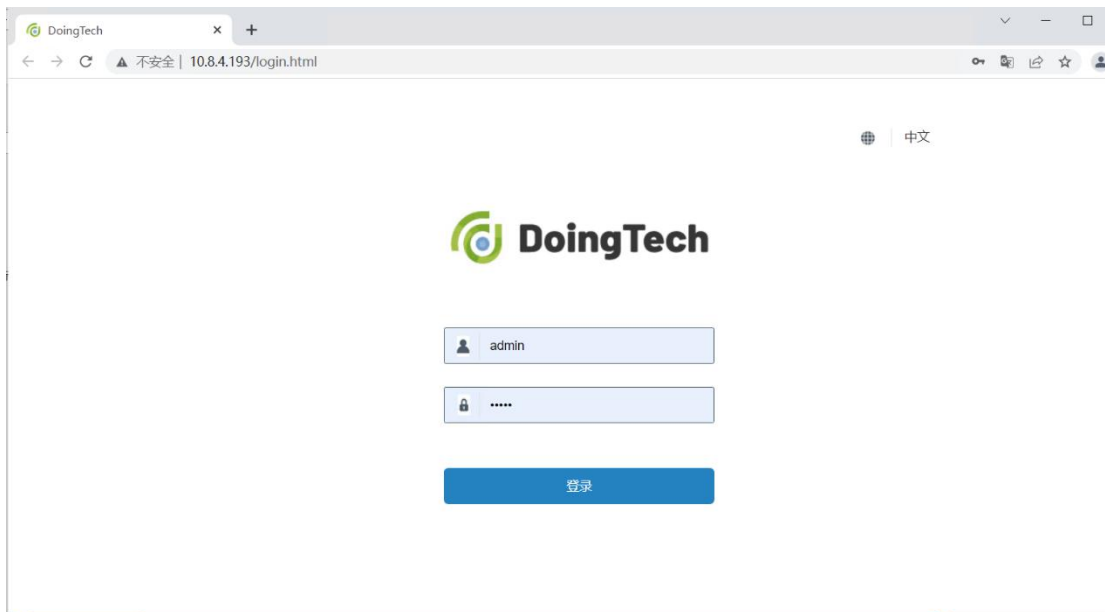 DoingTech
不安全 | 10.8.4.193/login.html
中文
DoingTech
admin
•••••
登录